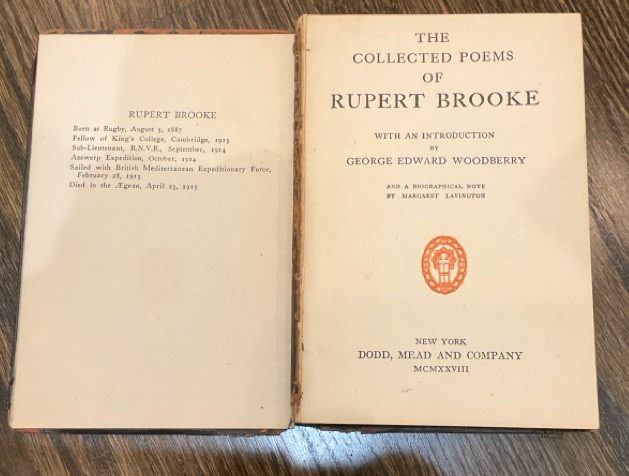 RUPERT BROOKE
Born at Rugby, August 3, 1887
Fellow of King's College, Cambridge, 1913
Sub-Lieutenant, R.N.V.R., September, 1914
Antwerp Expedition, October, 1914
Sailed with British Mediterranean Expeditionary Force,
February 28, 1915
Died in the Ægean, April 23, 1915
THE
COLLECTED POEMS
OF
RUPERT BROOKE
WITH AN INTRODUCTION
BY
GEORGE EDWARD WOODBERRY
AND A BIOGRAPHICAL NOTE
BY MARGARET LAVINGTON
NEW YORK
DODD, MEAD AND COMPANY
MCMXXVIII